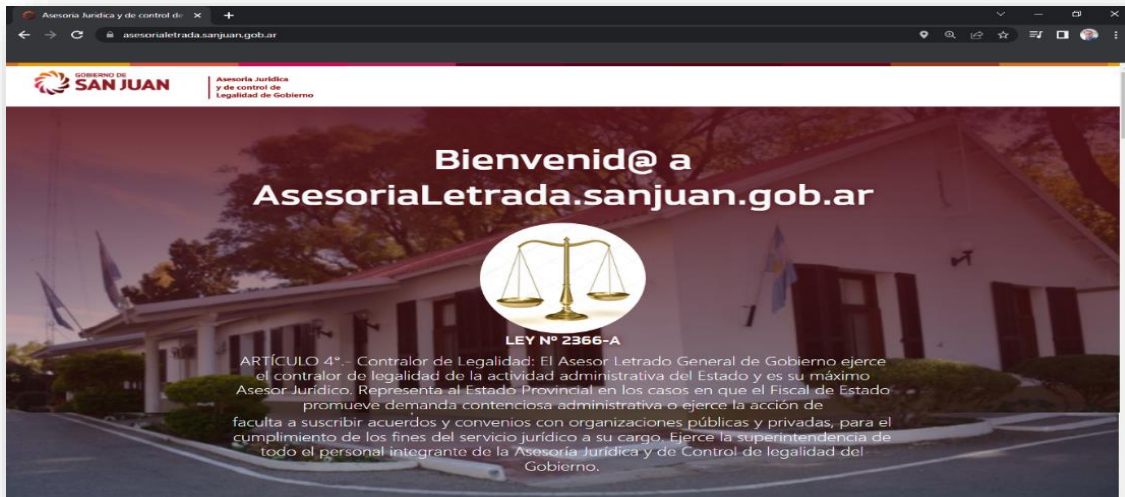 Asesoria Juridica y de control de
asesorialetrada.sanjuan.gob.ar
GOBIERNO DE
SAN JUAN
Asesoría Jurídica
y de control de
Legalidad de Gobierno
Bienvenid@ a
AsesoriaLetrada.sanjuan.gob.ar
LEY Nº 2366-A
ARTÍCULO 4°.- Contralor de Legalidad: El Asesor Letrado General de Gobierno ejerce
el contralor de legalidad de la actividad administrativa del Estado y es su máximo
Asesor Jurídico. Representa al Estado Provincial en los casos en que el Fiscal de Estado
promueve demanda contenciosa administrativa o ejerce la acción de
faculta a suscribir acuerdos y convenios con organizaciones públicas y privadas, para el
cumplimiento de los fines del servicio jurídico a su cargo. Ejerce la superintendencia de
todo el personal integrante de la Asesoría Jurídica y de Control de legalidad del
Gobierno.